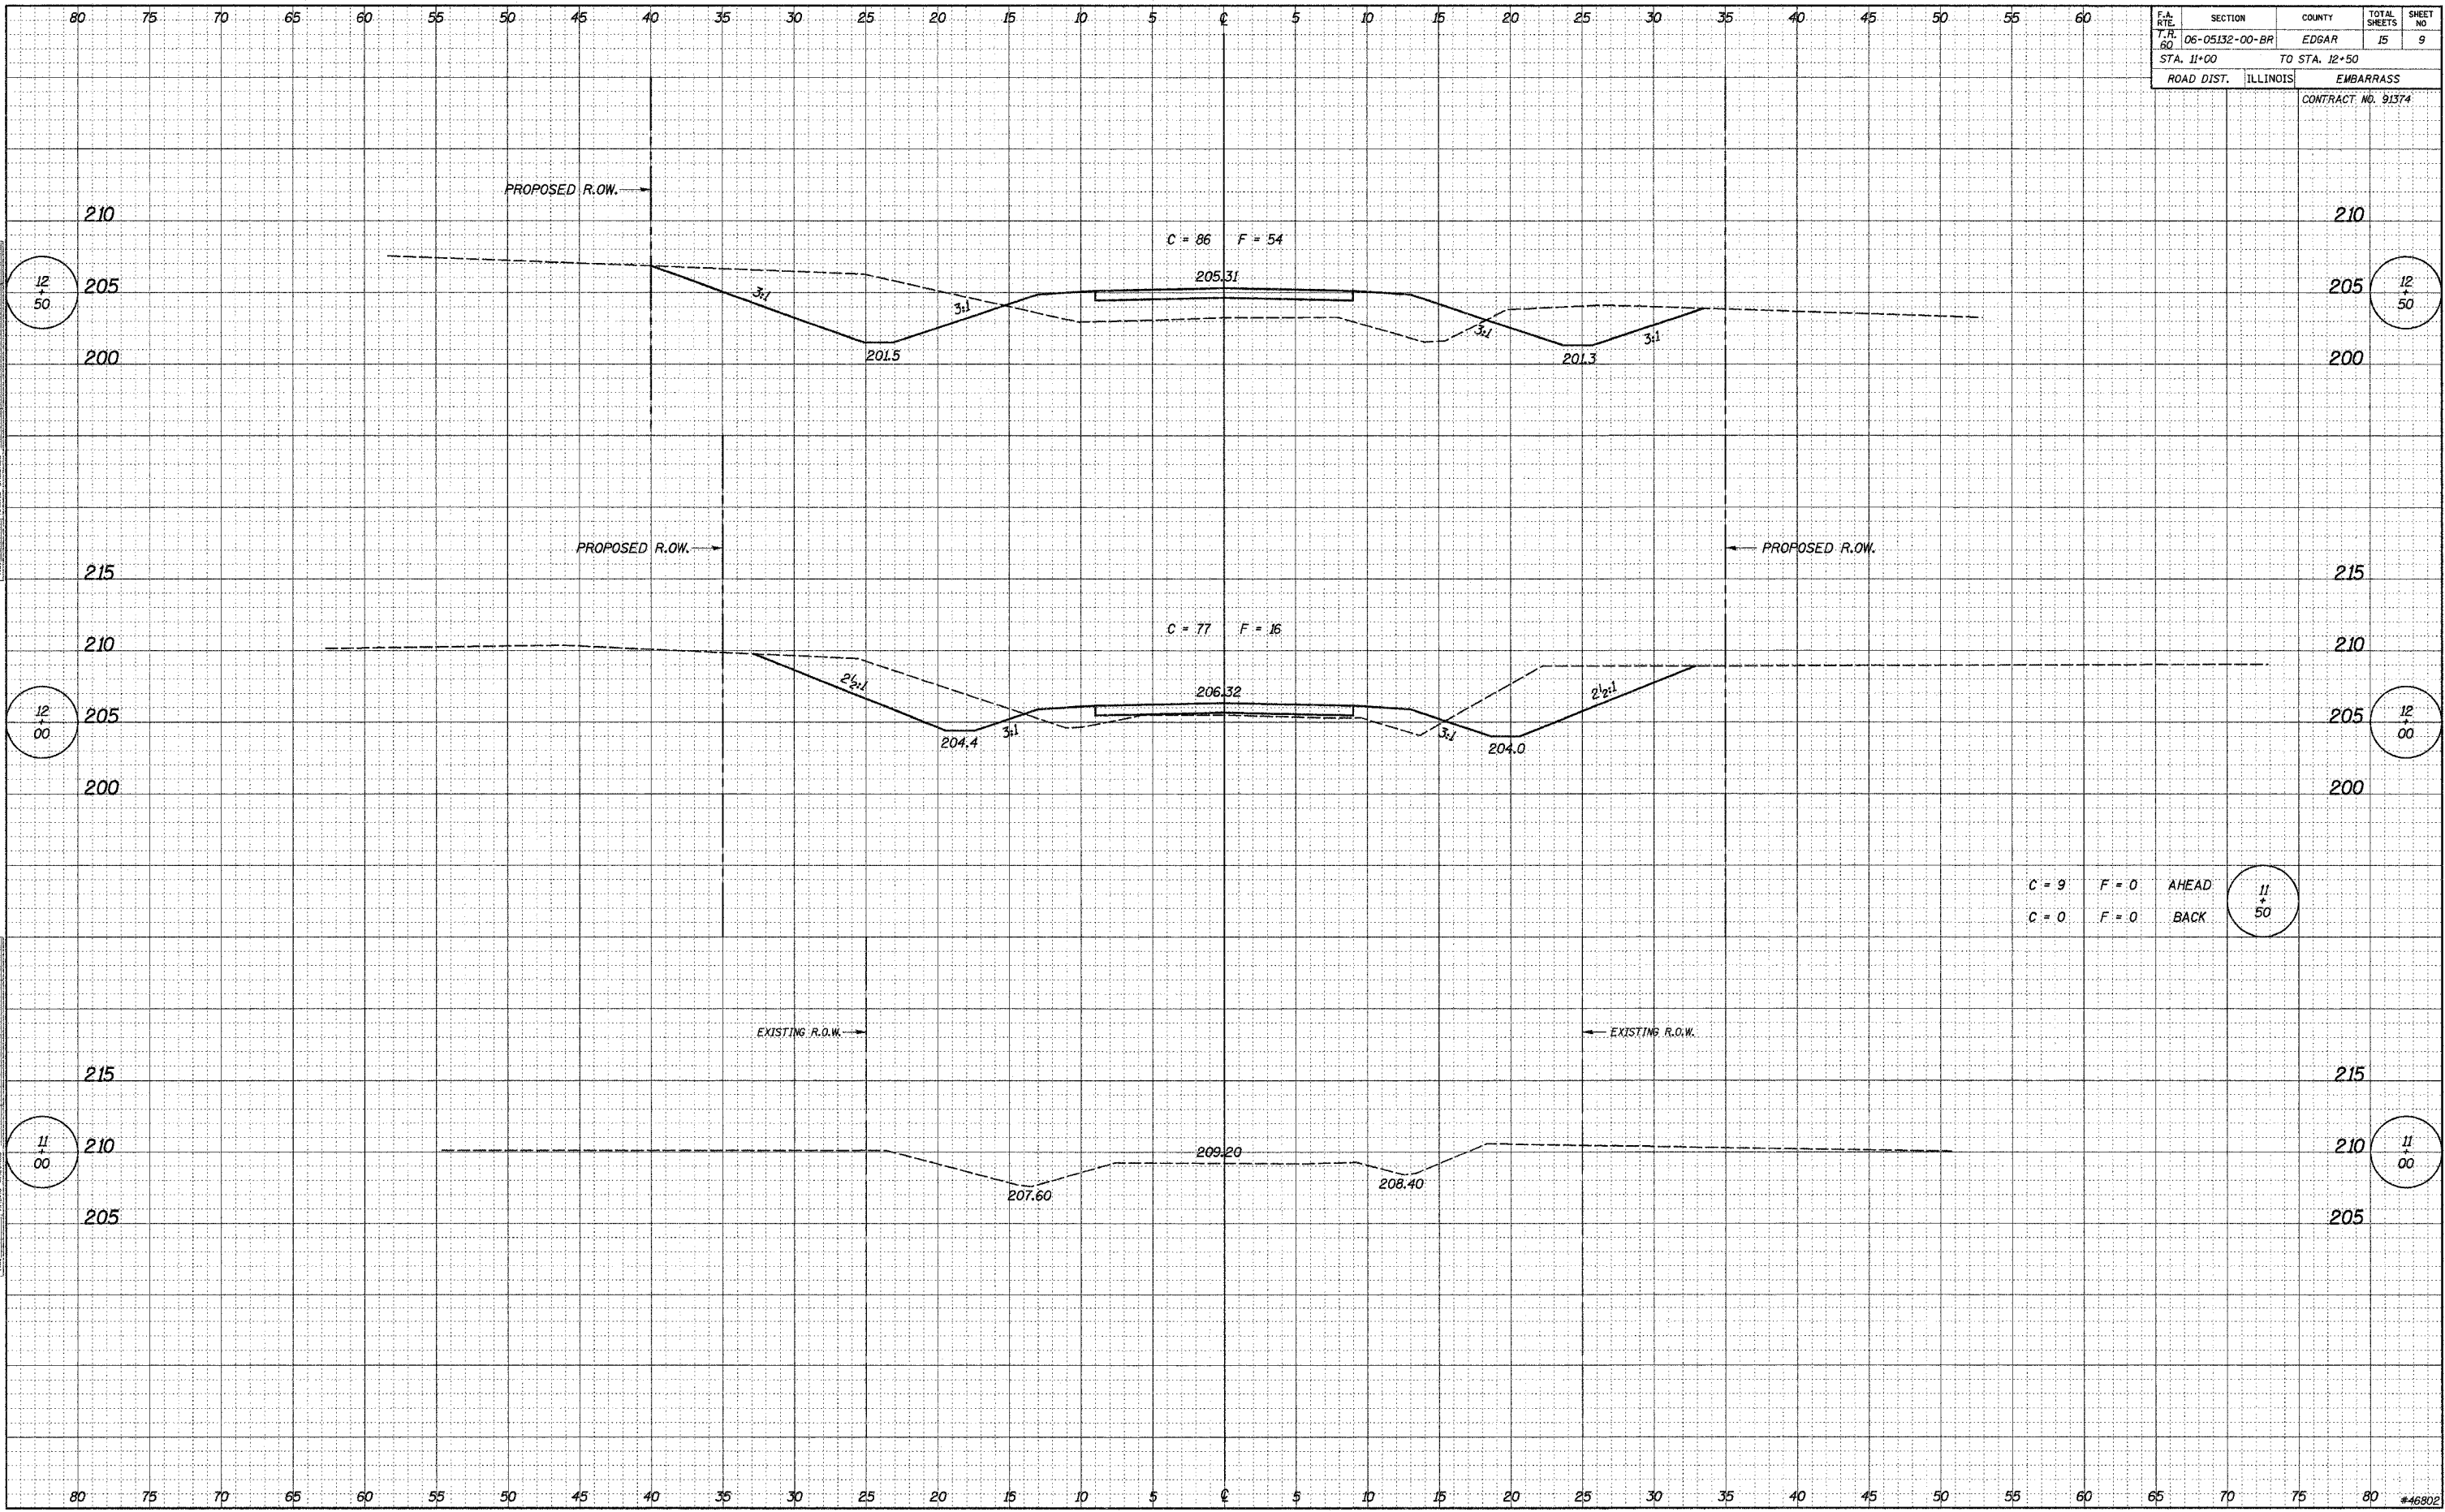 80 75 70 65 60 55 50 45 40 35 30 25 20 15 10 5 ℄ 5 10 15 20 25 30 35 40 45 50 55 60
F.A. RTE. SECTION COUNTY TOTAL SHEETS SHEET NO
T.R. 60 06-05132-00-BR EDGAR 15 9
STA. 11+00 TO STA. 12+50
ROAD DIST. ILLINOIS EMBARRASS
CONTRACT NO. 91374
PROPOSED R.O.W.
210 210
C = 86 F = 54
205.31
12 + 50 205 3:1 3:1 205 12 + 50
3:1 3:1
200 201.5 201.3 200
PROPOSED R.O.W. PROPOSED R.O.W.
215 215
C = 77 F = 16
210 210
2½:1 206.32 2½:1
12 + 00 205 205 12 + 00
204.4 3:1 3:1 204.0
200 200
C = 9 F = 0 AHEAD 11 + 50
C = 0 F = 0 BACK
EXISTING R.O.W. EXISTING R.O.W.
215 215
11 + 00 210 209.20 210 11 + 00
207.60 208.40
205 205
80 75 70 65 60 55 50 45 40 35 30 25 20 15 10 5 ℄ 5 10 15 20 25 30 35 40 45 50 55 60 65 70 75 80
#46802